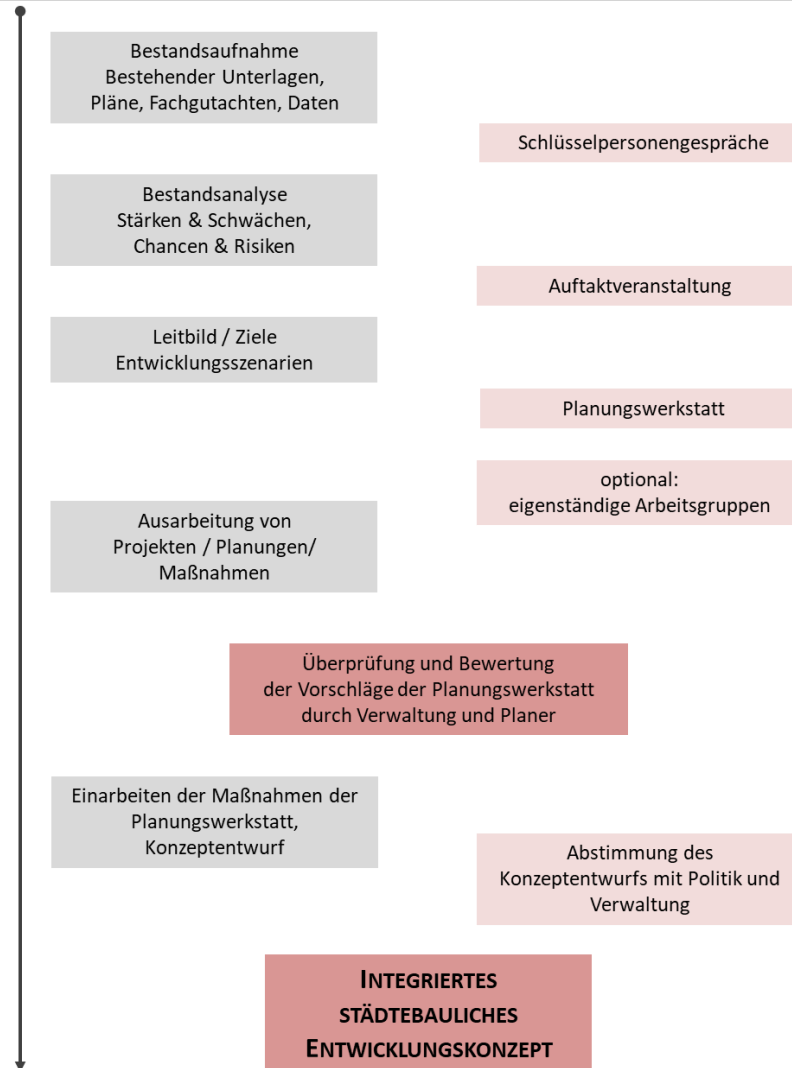 Bestandsaufnahme
Bestehender Unterlagen,
Pläne, Fachgutachten, Daten
Schlüsselpersonengespräche
Bestandsanalyse
Stärken & Schwächen,
Chancen & Risiken
Auftaktveranstaltung
Leitbild / Ziele
Entwicklungsszenarien
Planungswerkstatt
optional:
eigenständige Arbeitsgruppen
Ausarbeitung von
Projekten / Planungen/
Maßnahmen
Überprüfung und Bewertung
der Vorschläge der Planungswerkstatt
durch Verwaltung und Planer
Einarbeiten der Maßnahmen der
Planungswerkstatt,
Konzeptentwurf
Abstimmung des
Konzeptentwurfs mit Politik und
Verwaltung
INTEGRIERTES
STÄDTEBAULICHES
ENTWICKLUNGSKONZEPT